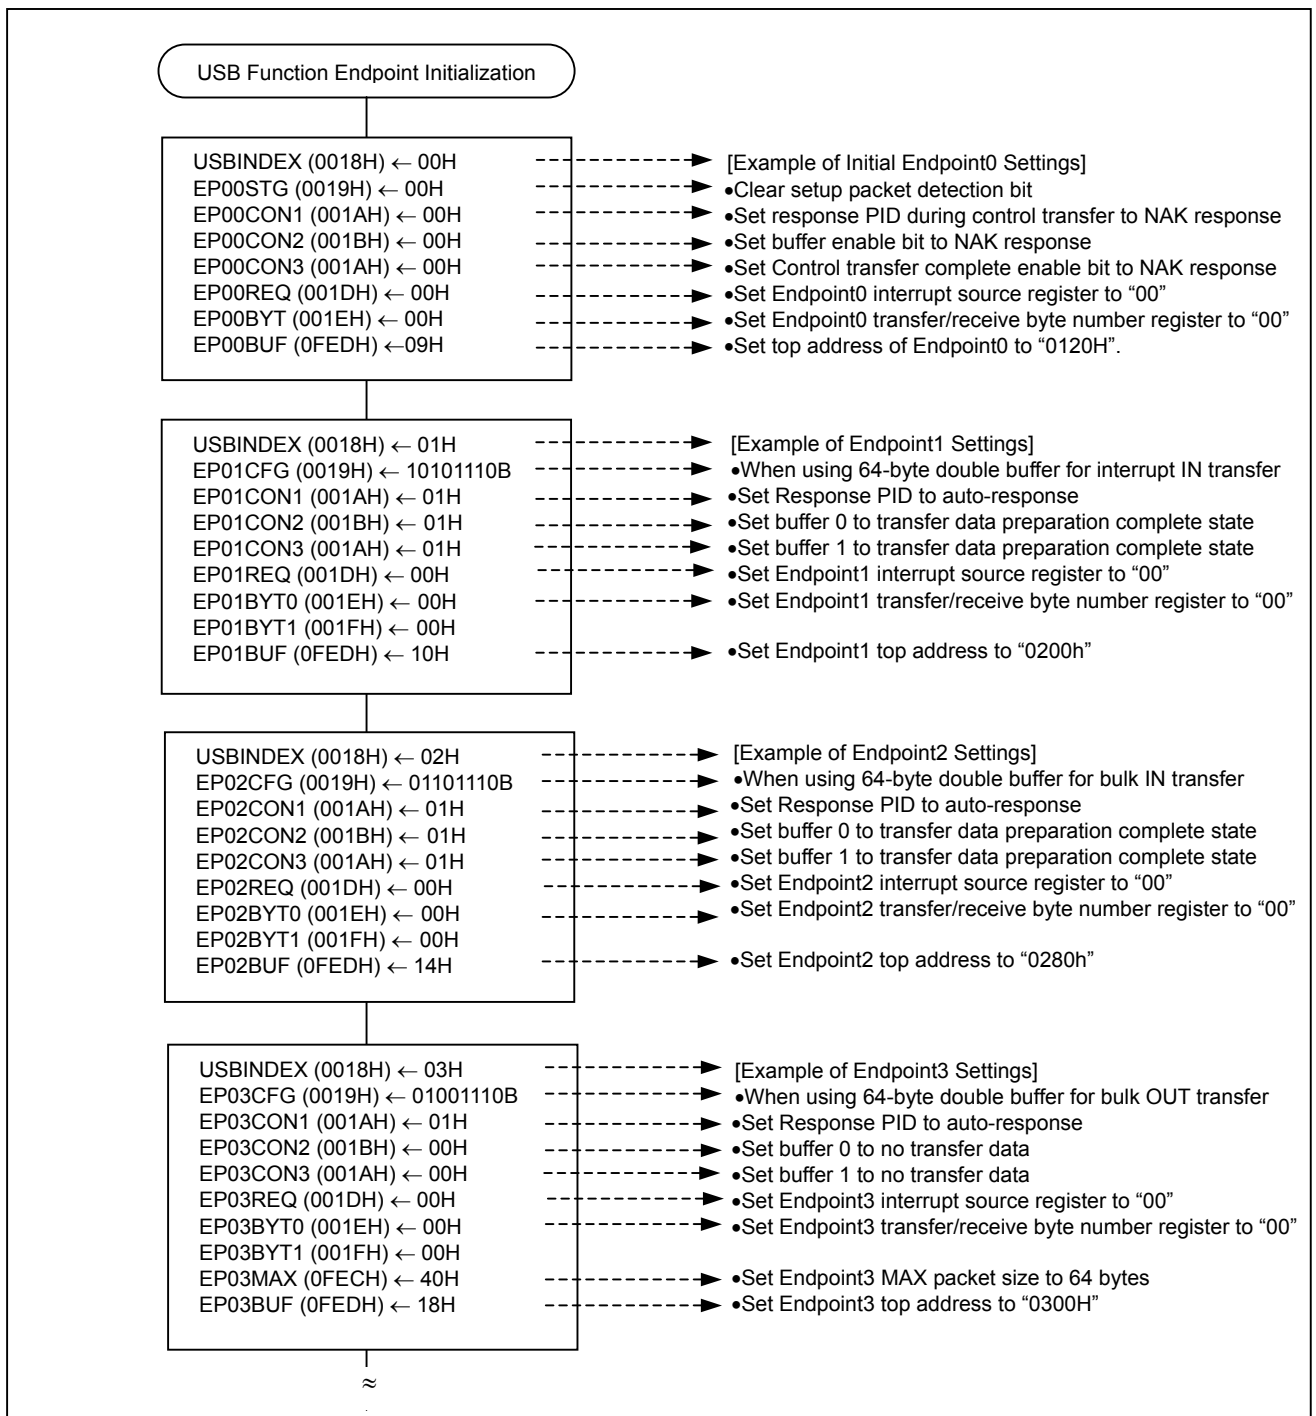 USB Function Endpoint Initialization
USBINDEX (0018H) ← 00H
[Example of Initial Endpoint0 Settings]
EP00STG (0019H) ← 00H
•Clear setup packet detection bit
EP00CON1 (001AH) ← 00H
•Set response PID during control transfer to NAK response
EP00CON2 (001BH) ← 00H
•Set buffer enable bit to NAK response
EP00CON3 (001AH) ← 00H
•Set Control transfer complete enable bit to NAK response
EP00REQ (001DH) ← 00H
•Set Endpoint0 interrupt source register to “00”
EP00BYT (001EH) ← 00H
•Set Endpoint0 transfer/receive byte number register to “00”
EP00BUF (0FEDH) ←09H
•Set top address of Endpoint0 to “0120H”.
USBINDEX (0018H) ← 01H
[Example of Endpoint1 Settings]
EP01CFG (0019H) ← 10101110B
•When using 64-byte double buffer for interrupt IN transfer
EP01CON1 (001AH) ← 01H
•Set Response PID to auto-response
EP01CON2 (001BH) ← 01H
•Set buffer 0 to transfer data preparation complete state
EP01CON3 (001AH) ← 01H
•Set buffer 1 to transfer data preparation complete state
EP01REQ (001DH) ← 00H
•Set Endpoint1 interrupt source register to “00”
EP01BYT0 (001EH) ← 00H
•Set Endpoint1 transfer/receive byte number register to “00”
EP01BYT1 (001FH) ← 00H
EP01BUF (0FEDH) ← 10H
•Set Endpoint1 top address to “0200h”
USBINDEX (0018H) ← 02H
[Example of Endpoint2 Settings]
EP02CFG (0019H) ← 01101110B
•When using 64-byte double buffer for bulk IN transfer
EP02CON1 (001AH) ← 01H
•Set Response PID to auto-response
EP02CON2 (001BH) ← 01H
•Set buffer 0 to transfer data preparation complete state
EP02CON3 (001AH) ← 01H
•Set buffer 1 to transfer data preparation complete state
EP02REQ (001DH) ← 00H
•Set Endpoint2 interrupt source register to “00”
EP02BYT0 (001EH) ← 00H
•Set Endpoint2 transfer/receive byte number register to “00”
EP02BYT1 (001FH) ← 00H
EP02BUF (0FEDH) ← 14H
•Set Endpoint2 top address to “0280h”
USBINDEX (0018H) ← 03H
[Example of Endpoint3 Settings]
EP03CFG (0019H) ← 01001110B
•When using 64-byte double buffer for bulk OUT transfer
EP03CON1 (001AH) ← 01H
•Set Response PID to auto-response
EP03CON2 (001BH) ← 00H
•Set buffer 0 to no transfer data
EP03CON3 (001AH) ← 00H
•Set buffer 1 to no transfer data
EP03REQ (001DH) ← 00H
•Set Endpoint3 interrupt source register to “00”
EP03BYT0 (001EH) ← 00H
•Set Endpoint3 transfer/receive byte number register to “00”
EP03BYT1 (001FH) ← 00H
EP03MAX (0FECH) ← 40H
•Set Endpoint3 MAX packet size to 64 bytes
EP03BUF (0FEDH) ← 18H
•Set Endpoint3 top address to “0300H”
≈